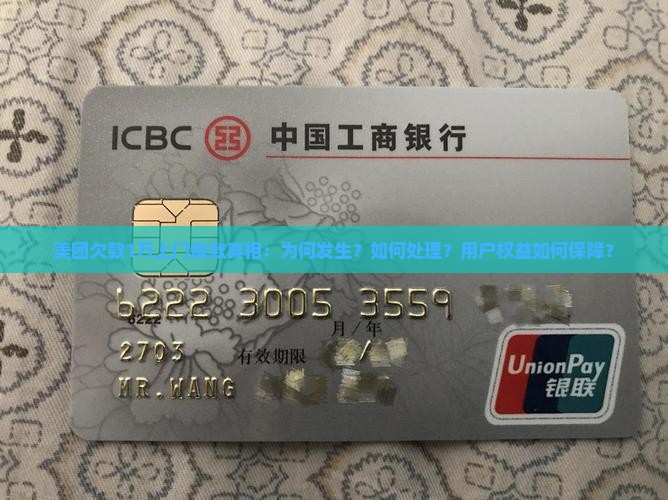 ICBC 中国工商银行
美团欠款1万上门催款真相：为何发生？如何处理？用户权益如何保障？
6222 3005 3559
6222
月/年
2703 有效期限 /
MR.WANG
UnionPay
银联